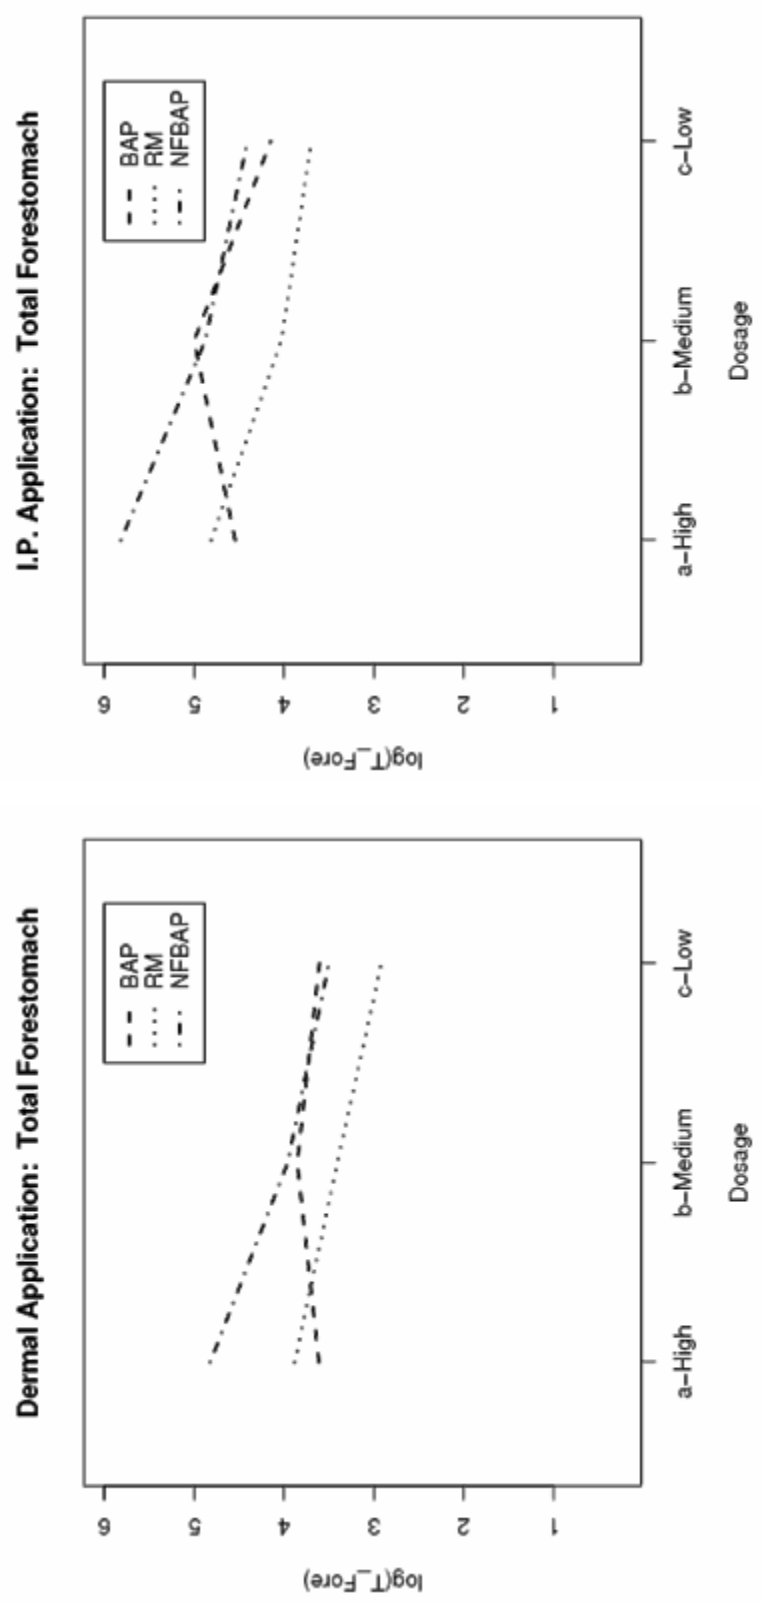 Dermal Application: Total Forestomach
BAP
RM
NFBAP
6
5
4
3
2
1
log(T_Fore)
a-High
b-Medium
c-Low
Dosage
I.P. Application: Total Forestomach
BAP
RM
NFBAP
6
5
4
3
2
1
log(T_Fore)
a-High
b-Medium
c-Low
Dosage